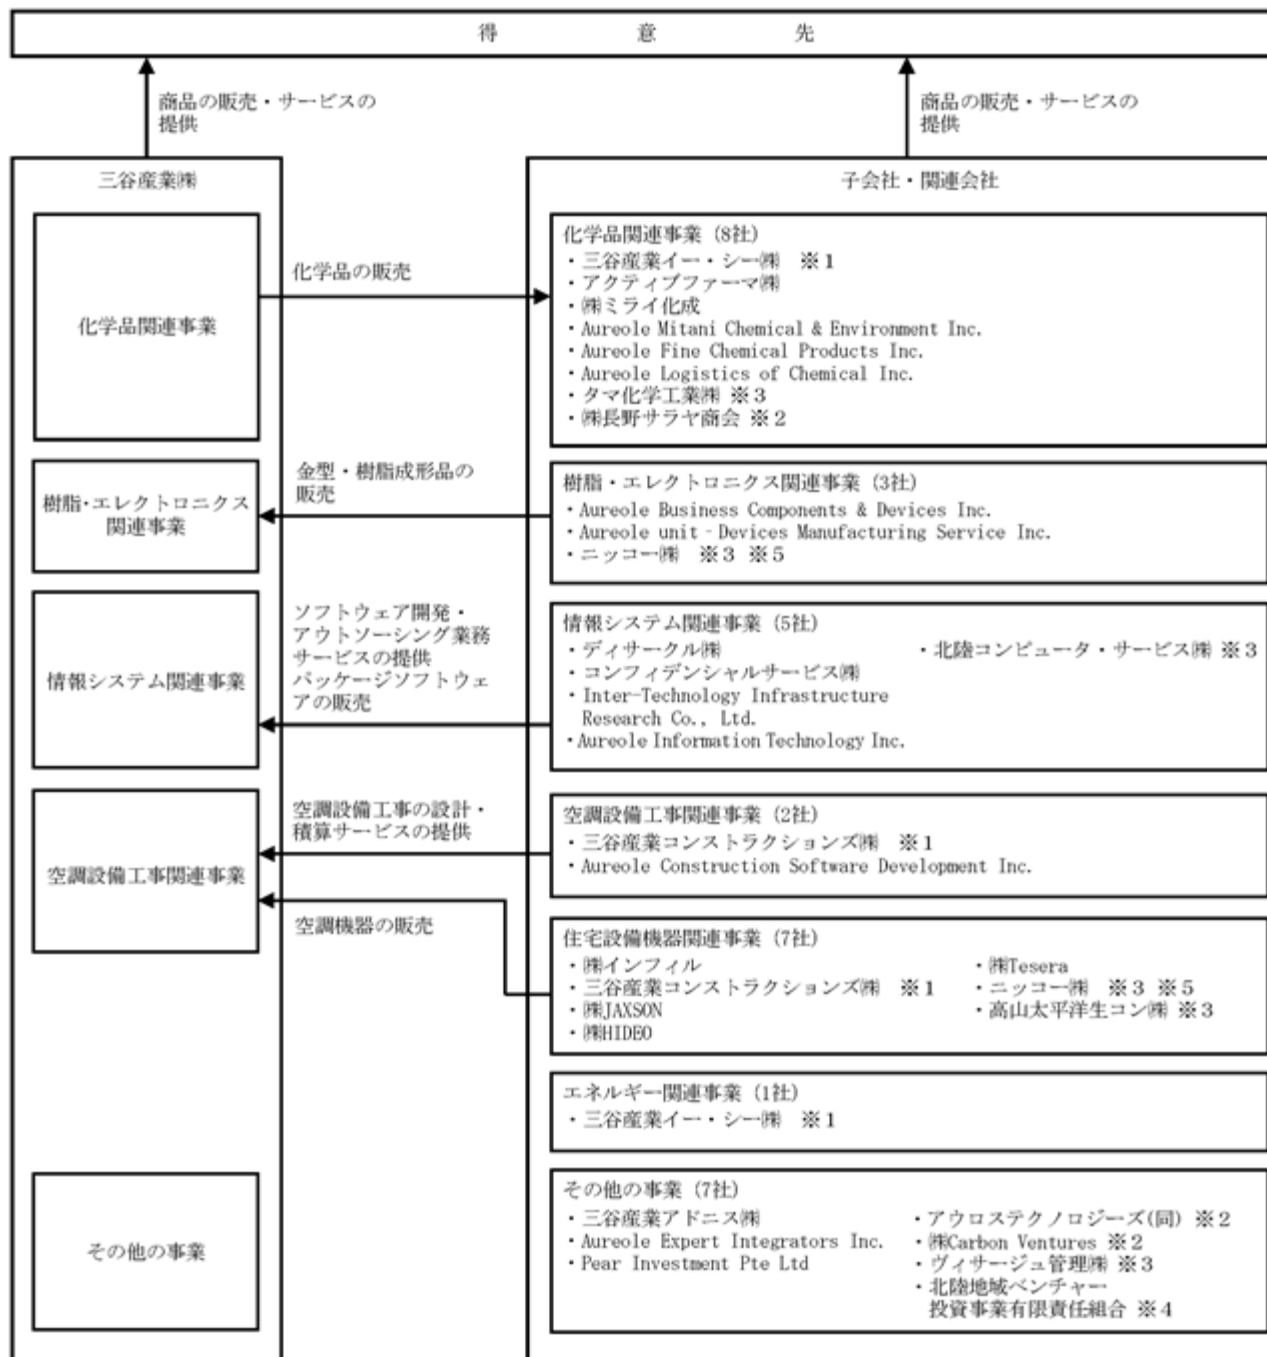 得意先
商品の販売・サービスの
提供
商品の販売・サービスの
提供
三谷産業㈱
子会社・関連会社
化学品関連事業
化学品の販売
化学品関連事業 (8社)
・三谷産業イー・シー㈱ ※1
・アクティブファーマ㈱
・㈱ミライ化成
・Aureole Mitani Chemical & Environment Inc.
・Aureole Fine Chemical Products Inc.
・Aureole Logistics of Chemical Inc.
・タマ化学工業㈱ ※3
・㈱長野サラヤ商会 ※2
樹脂・エレクトロニクス
関連事業
金型・樹脂成形品の
販売
樹脂・エレクトロニクス関連事業 (3社)
・Aureole Business Components & Devices Inc.
・Aureole unit‐Devices Manufacturing Service Inc.
・ニッコー㈱ ※3 ※5
情報システム関連事業
ソフトウェア開発・
アウトソーシング業務
サービスの提供
パッケージソフトウェ
アの販売
情報システム関連事業 (5社)
・ディサークル㈱
・コンフィデンシャルサービス㈱
・Inter-Technology Infrastructure
Research Co., Ltd.
・Aureole Information Technology Inc.
・北陸コンピュータ・サービス㈱ ※3
空調設備工事関連事業
空調設備工事の設計・
積算サービスの提供
空調設備工事関連事業 (2社)
・三谷産業コンストラクションズ㈱ ※1
・Aureole Construction Software Development Inc.
空調機器の販売
住宅設備機器関連事業 (7社)
・㈱インフィル
・三谷産業コンストラクションズ㈱ ※1
・㈱JAXSON
・㈱HIDEO
・㈱Tesera
・ニッコー㈱ ※3 ※5
・高山太平洋生コン㈱ ※3
エネルギー関連事業 (1社)
・三谷産業イー・シー㈱ ※1
その他の事業
その他の事業 (7社)
・三谷産業アドニス㈱
・Aureole Expert Integrators Inc.
・Pear Investment Pte Ltd
・アウロステクノロジーズ(同) ※2
・㈱Carbon Ventures ※2
・ヴィサージュ管理㈱ ※3
・北陸地域ベンチャー
投資事業有限責任組合 ※4